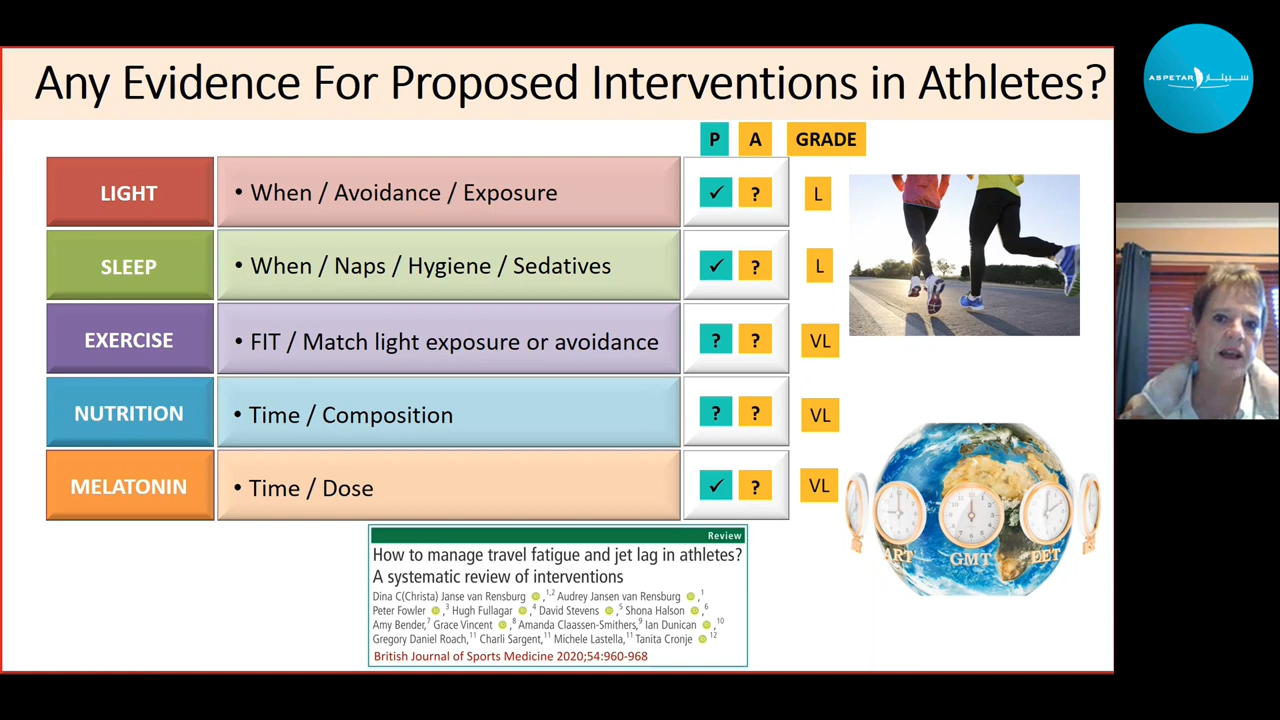 Any Evidence For Proposed Interventions in Athletes?
ASPETAR سبيتار
P A GRADE
LIGHT • When / Avoidance / Exposure ✓ ? L
SLEEP • When / Naps / Hygiene / Sedatives ✓ ? L
EXERCISE • FIT / Match light exposure or avoidance ? ? VL
NUTRITION • Time / Composition ? ? VL
MELATONIN • Time / Dose ✓ ? VL
ART GMT EET
Review
How to manage travel fatigue and jet lag in athletes?
A systematic review of interventions
Dina C(Christa) Janse van Rensburg ,1,2 Audrey Jansen van Rensburg ,1
Peter Fowler ,3 Hugh Fullagar ,4 David Stevens ,5 Shona Halson ,6
Amy Bender,7 Grace Vincent ,8 Amanda Claassen-Smithers,9 Ian Dunican ,10
Gregory Daniel Roach,11 Charli Sargent,11 Michele Lastella,11 Tanita Cronje 12
British Journal of Sports Medicine 2020;54:960-968